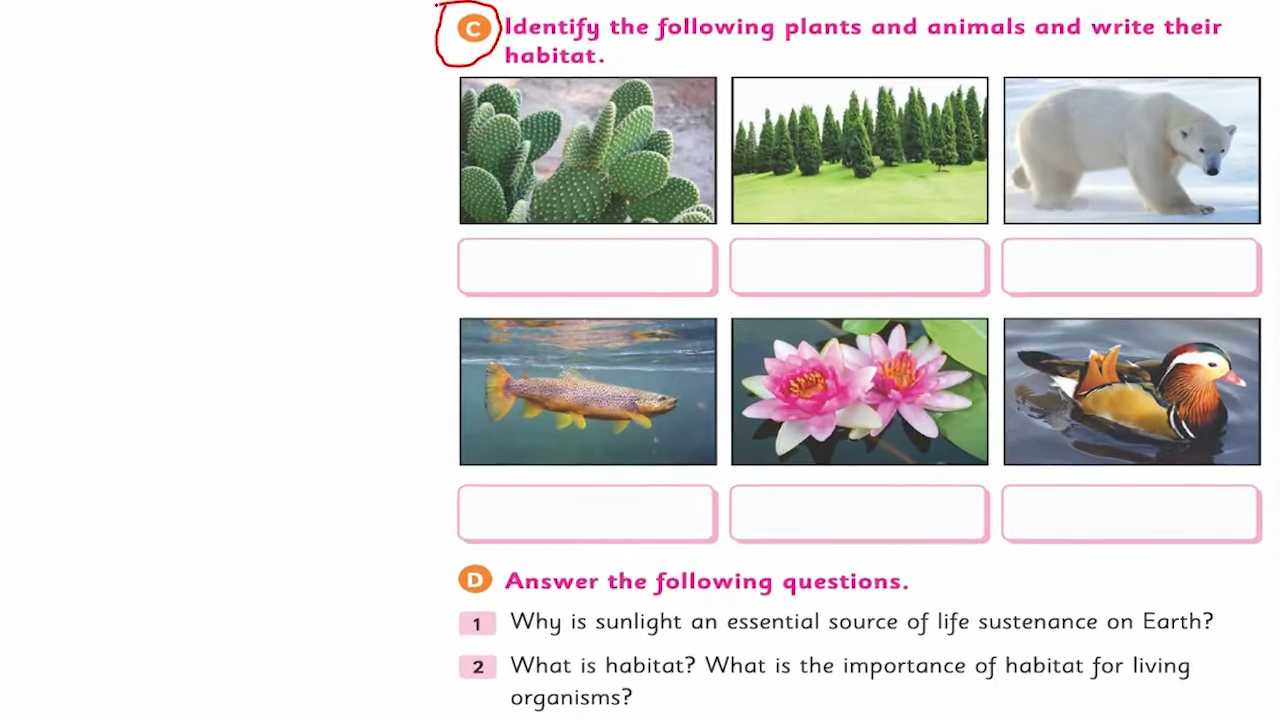 C Identify the following plants and animals and write their
habitat.
D Answer the following questions.
1 Why is sunlight an essential source of life sustenance on Earth?
2 What is habitat? What is the importance of habitat for living
organisms?